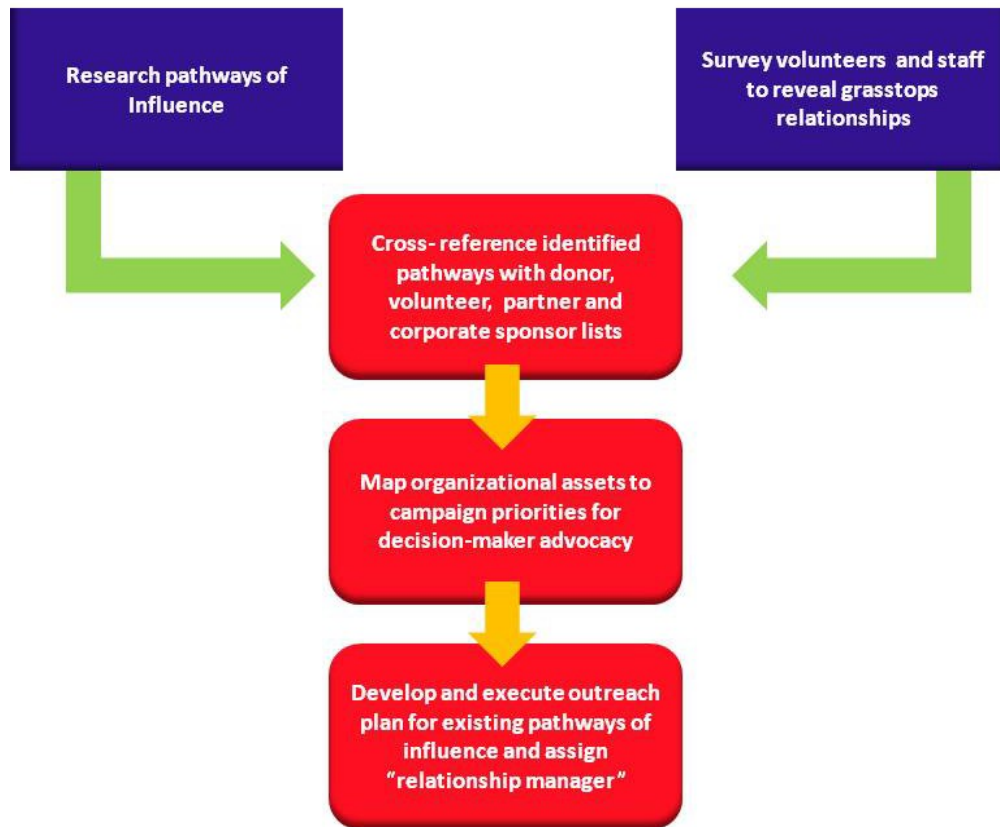 Research pathways of
Influence
Survey volunteers and staff
to reveal grasstops
relationships
Cross- reference identified
pathways with donor,
volunteer, partner and
corporate sponsor lists
Map organizational assets to
campaign priorities for
decision-maker advocacy
Develop and execute outreach
plan for existing pathways of
influence and assign
“relationship manager”